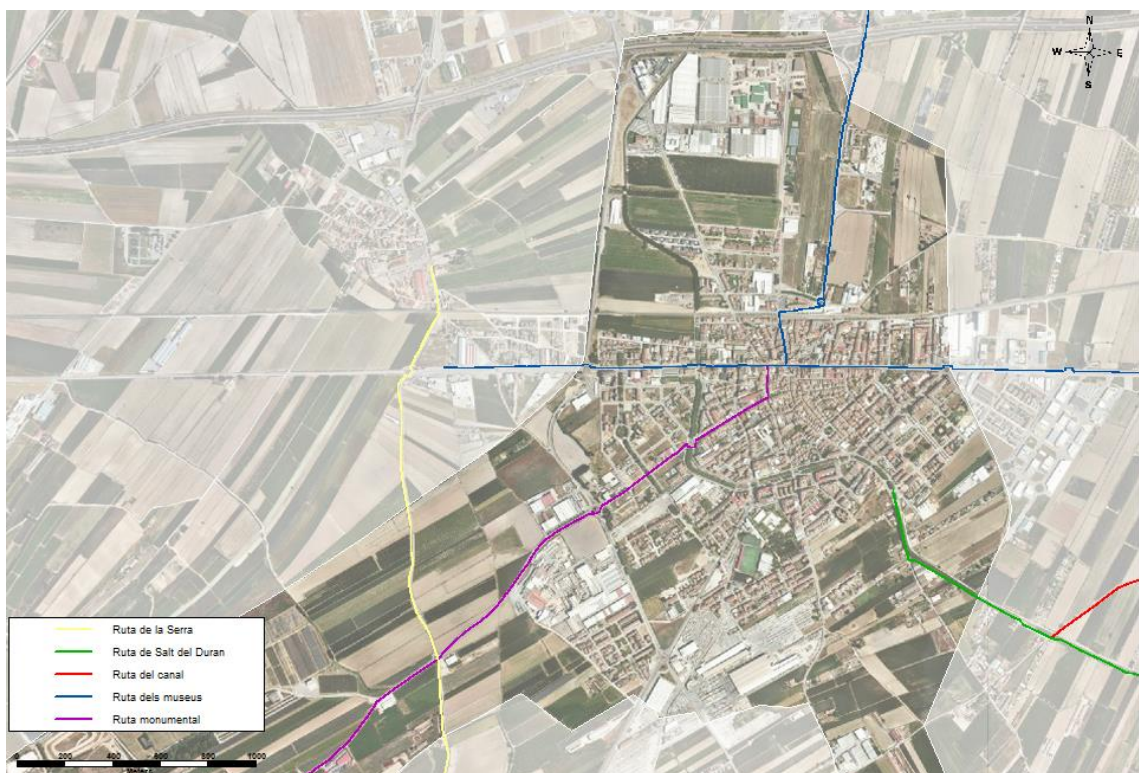 N
W E
S
Ruta de la Serra
Ruta de Salt del Duran
Ruta del canal
Ruta dels museus
Ruta monumental
0 200 400 600 800 1000